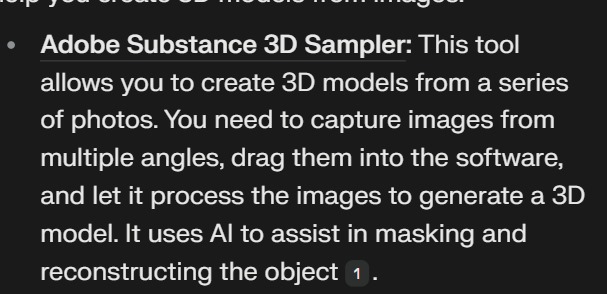 help you create 3D models from images.
• Adobe Substance 3D Sampler: This tool
allows you to create 3D models from a series
of photos. You need to capture images from
multiple angles, drag them into the software,
and let it process the images to generate a 3D
model. It uses AI to assist in masking and
reconstructing the object 1.